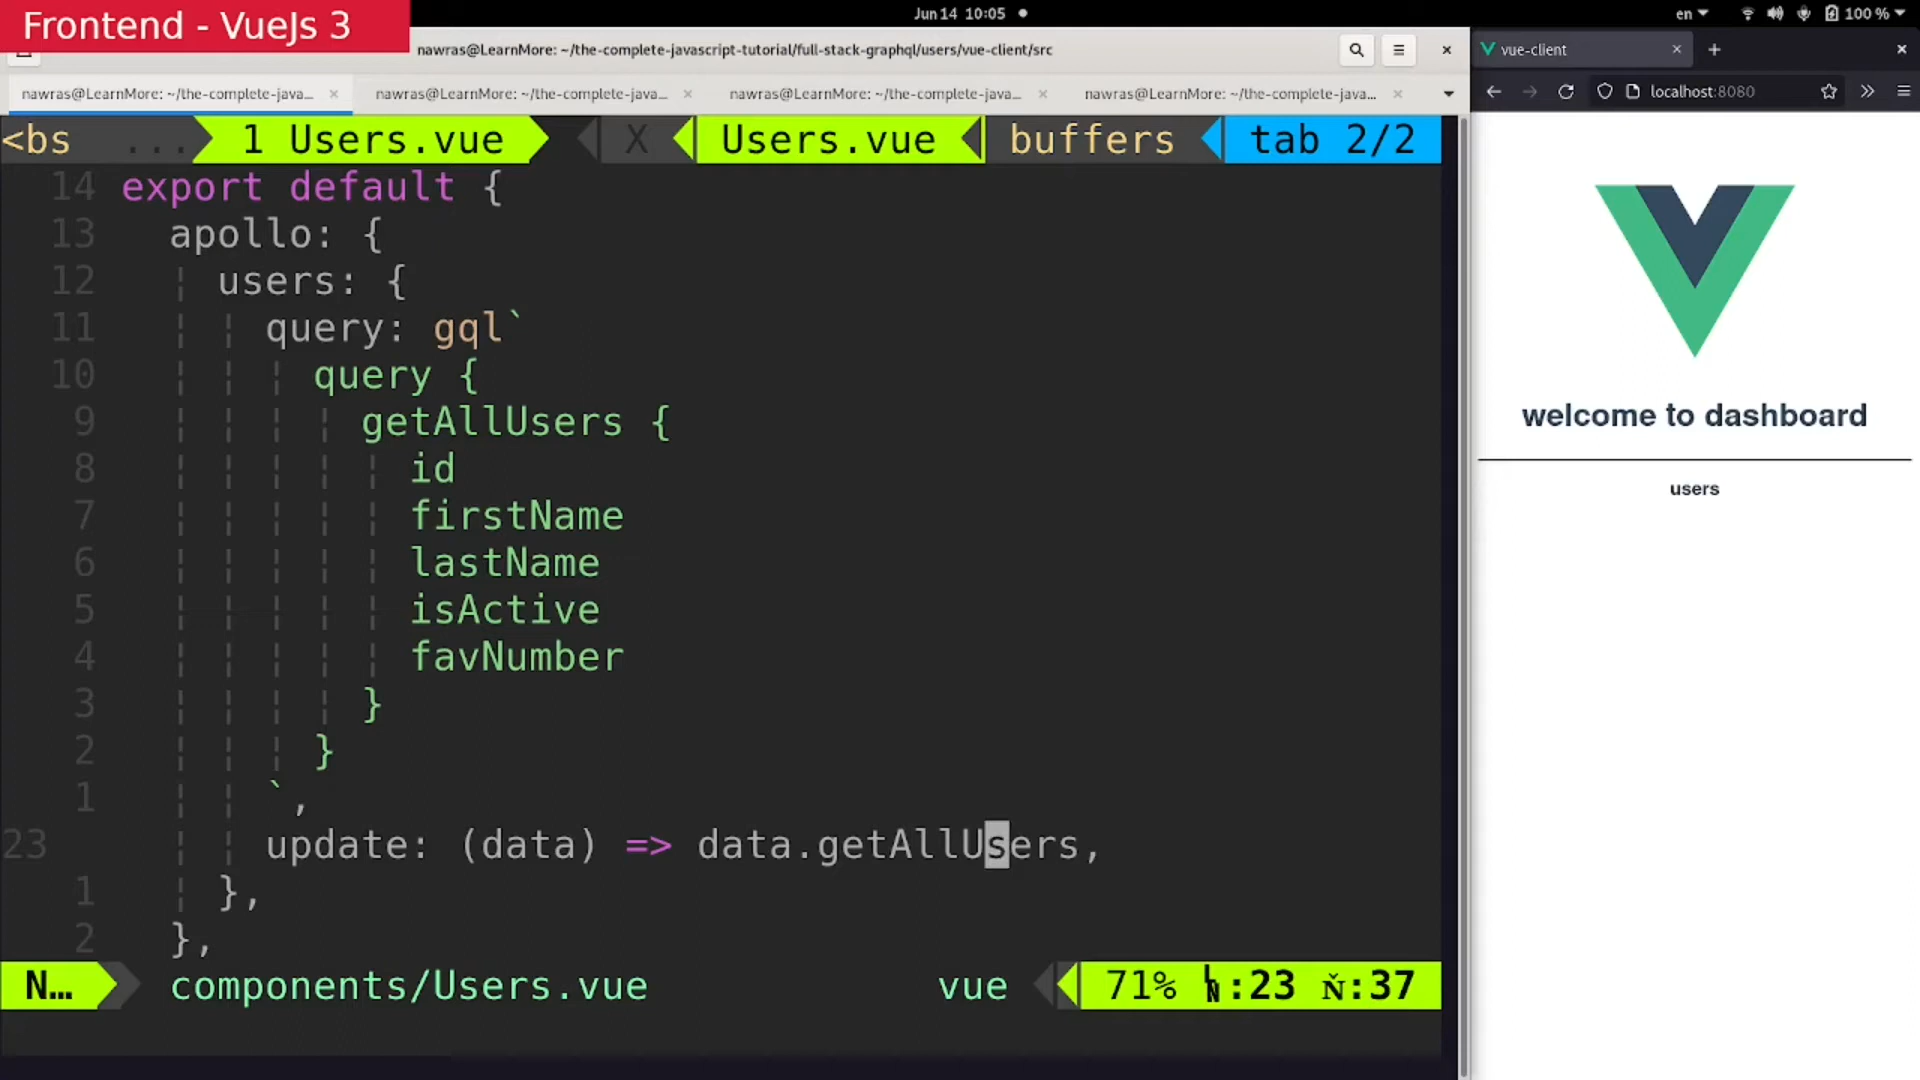 Frontend - VueJs 3
Jun 14 10:05
en
100 %
nawras@LearnMore: ~/the-complete-javascript-tutorial/full-stack-graphql/users/vue-client/src
nawras@LearnMore: ~/the-complete-java...
nawras@LearnMore: ~/the-complete-java...
nawras@LearnMore: ~/the-complete-java...
nawras@LearnMore: ~/the-complete-java...
<bs ... 1 Users.vue X Users.vue buffers tab 2/2
14 export default {
13 apollo: {
12 users: {
11 query: gql`
10 query {
9 getAllUsers {
8 id
7 firstName
6 lastName
5 isActive
4 favNumber
3 }
2 }
1 `,
23 update: (data) => data.getAllUsers,
1 },
2 },
N... components/Users.vue vue 71% :23 :37
vue-client
localhost:8080
welcome to dashboard
users